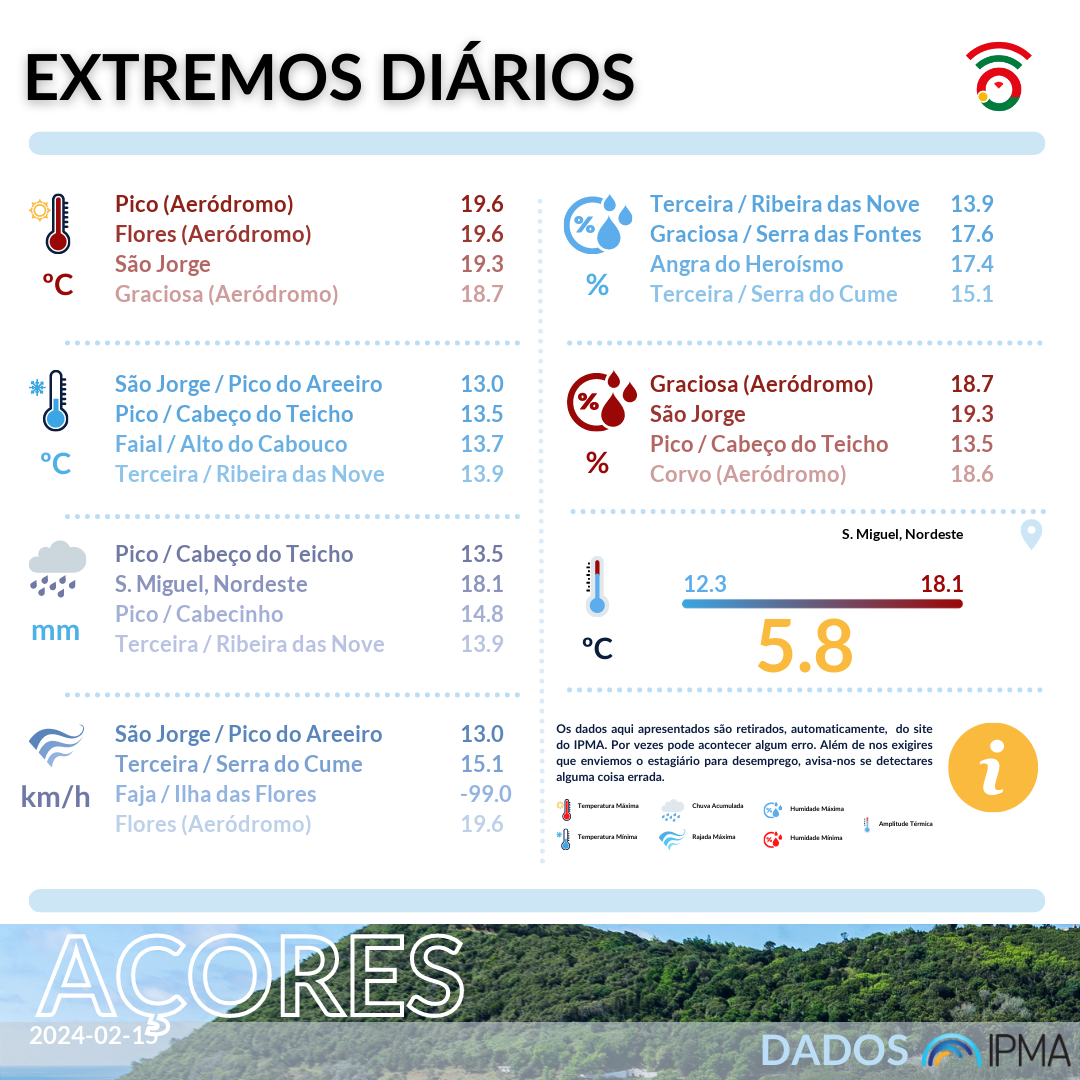 EXTREMOS DIÁRIOS
Pico (Aeródromo) 19.6
Flores (Aeródromo) 19.6
São Jorge 19.3
Graciosa (Aeródromo) 18.7
ºC
São Jorge / Pico do Areeiro 13.0
Pico / Cabeço do Teicho 13.5
Faial / Alto do Cabouco 13.7
Terceira / Ribeira das Nove 13.9
ºC
Pico / Cabeço do Teicho 13.5
S. Miguel, Nordeste 18.1
Pico / Cabecinho 14.8
Terceira / Ribeira das Nove 13.9
mm
São Jorge / Pico do Areeiro 13.0
Terceira / Serra do Cume 15.1
Faja / Ilha das Flores -99.0
Flores (Aeródromo) 19.6
km/h
%
Terceira / Ribeira das Nove 13.9
Graciosa / Serra das Fontes 17.6
Angra do Heroísmo 17.4
Terceira / Serra do Cume 15.1
%
%
Graciosa (Aeródromo) 18.7
São Jorge 19.3
Pico / Cabeço do Teicho 13.5
Corvo (Aeródromo) 18.6
%
S. Miguel, Nordeste
12.3 18.1
5.8
ºC
Os dados aqui apresentados são retirados, automaticamente, do site
do IPMA. Por vezes pode acontecer algum erro. Além de nos exigires
que enviemos o estagiário para desemprego, avisa-nos se detectares
alguma coisa errada.
i
Temperatura Máxima Chuva Acumulada Humidade Máxima
Amplitude Térmica
Temperatura Mínima Rajada Máxima Humidade Mínima
AÇORES
2024-02-15
DADOS IPMA